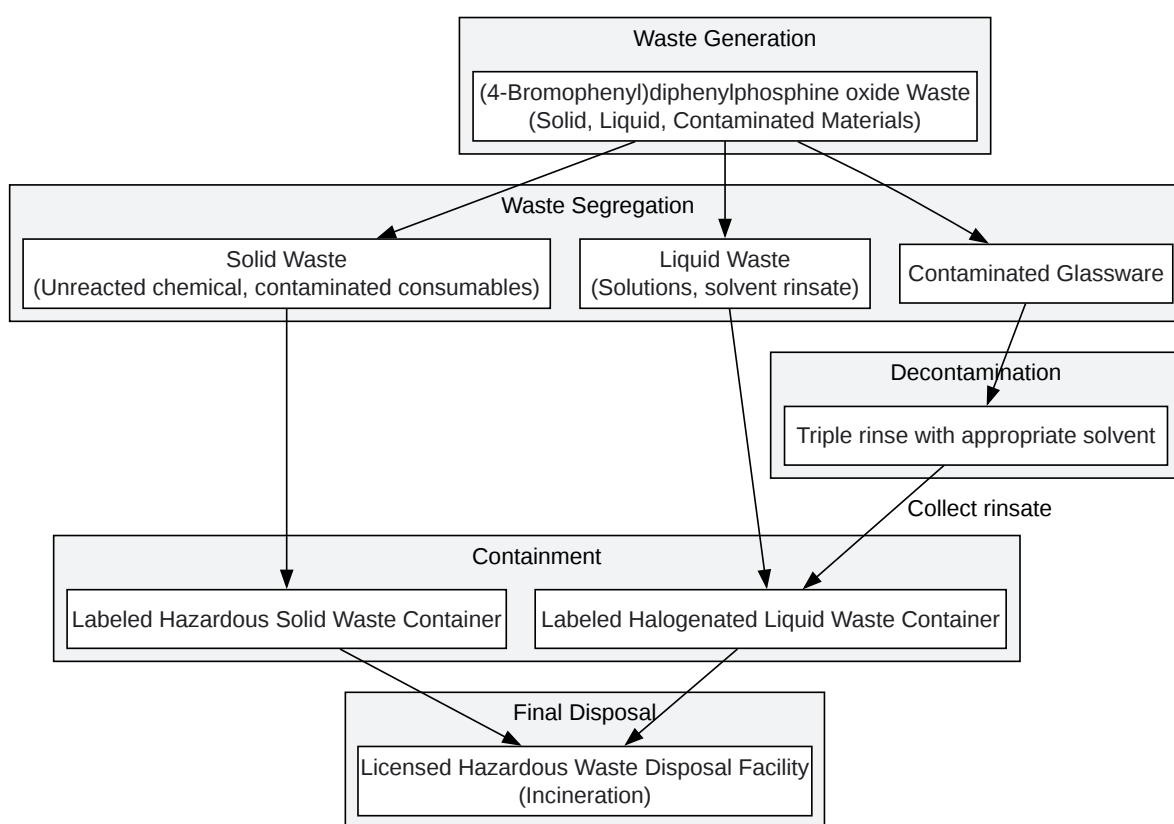 Waste Generation
(4-Bromophenyl)diphenylphosphine oxide Waste
(Solid, Liquid, Contaminated Materials)
Waste Segregation
Solid Waste
(Unreacted chemical, contaminated consumables)
Liquid Waste
(Solutions, solvent rinsate)
Contaminated Glassware
Decontamination
Triple rinse with appropriate solvent
Collect rinsate
Containment
Labeled Hazardous Solid Waste Container
Labeled Halogenated Liquid Waste Container
Final Disposal
Licensed Hazardous Waste Disposal Facility
(Incineration)